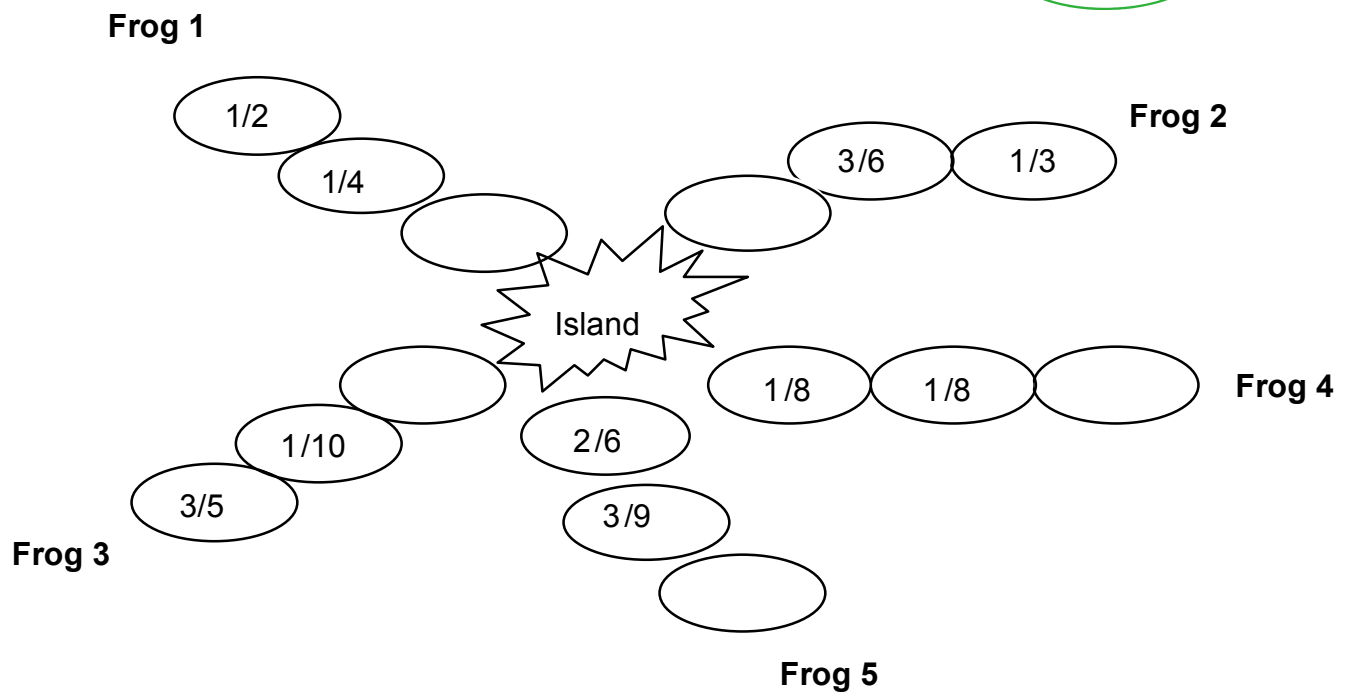 Frog 1
1/2
1/4
Frog 2
3/6
1/3
Island
1/8
1/8
Frog 4
1/10
3/5
Frog 3
2/6
3/9
Frog 5